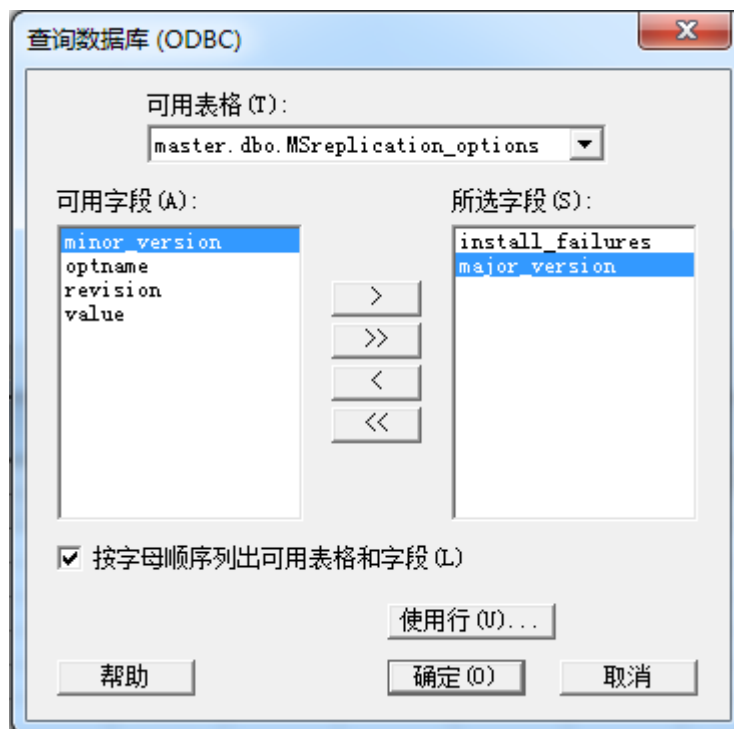 查询数据库 (ODBC)
可用表格(T):
master.dbo.MSreplication_options
可用字段(A):
所选字段(S):
minor_version
optname
revision
value
install_failures
major_version
>
>>
<
<<
按字母顺序列出可用表格和字段(L)
使用行(U)...
帮助
确定(O)
取消